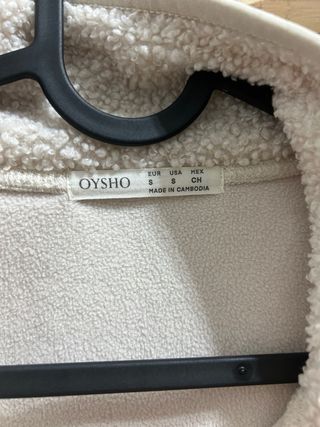 OYSHO
EUR USA MEX
S S CH
MADE IN CAMBODIA